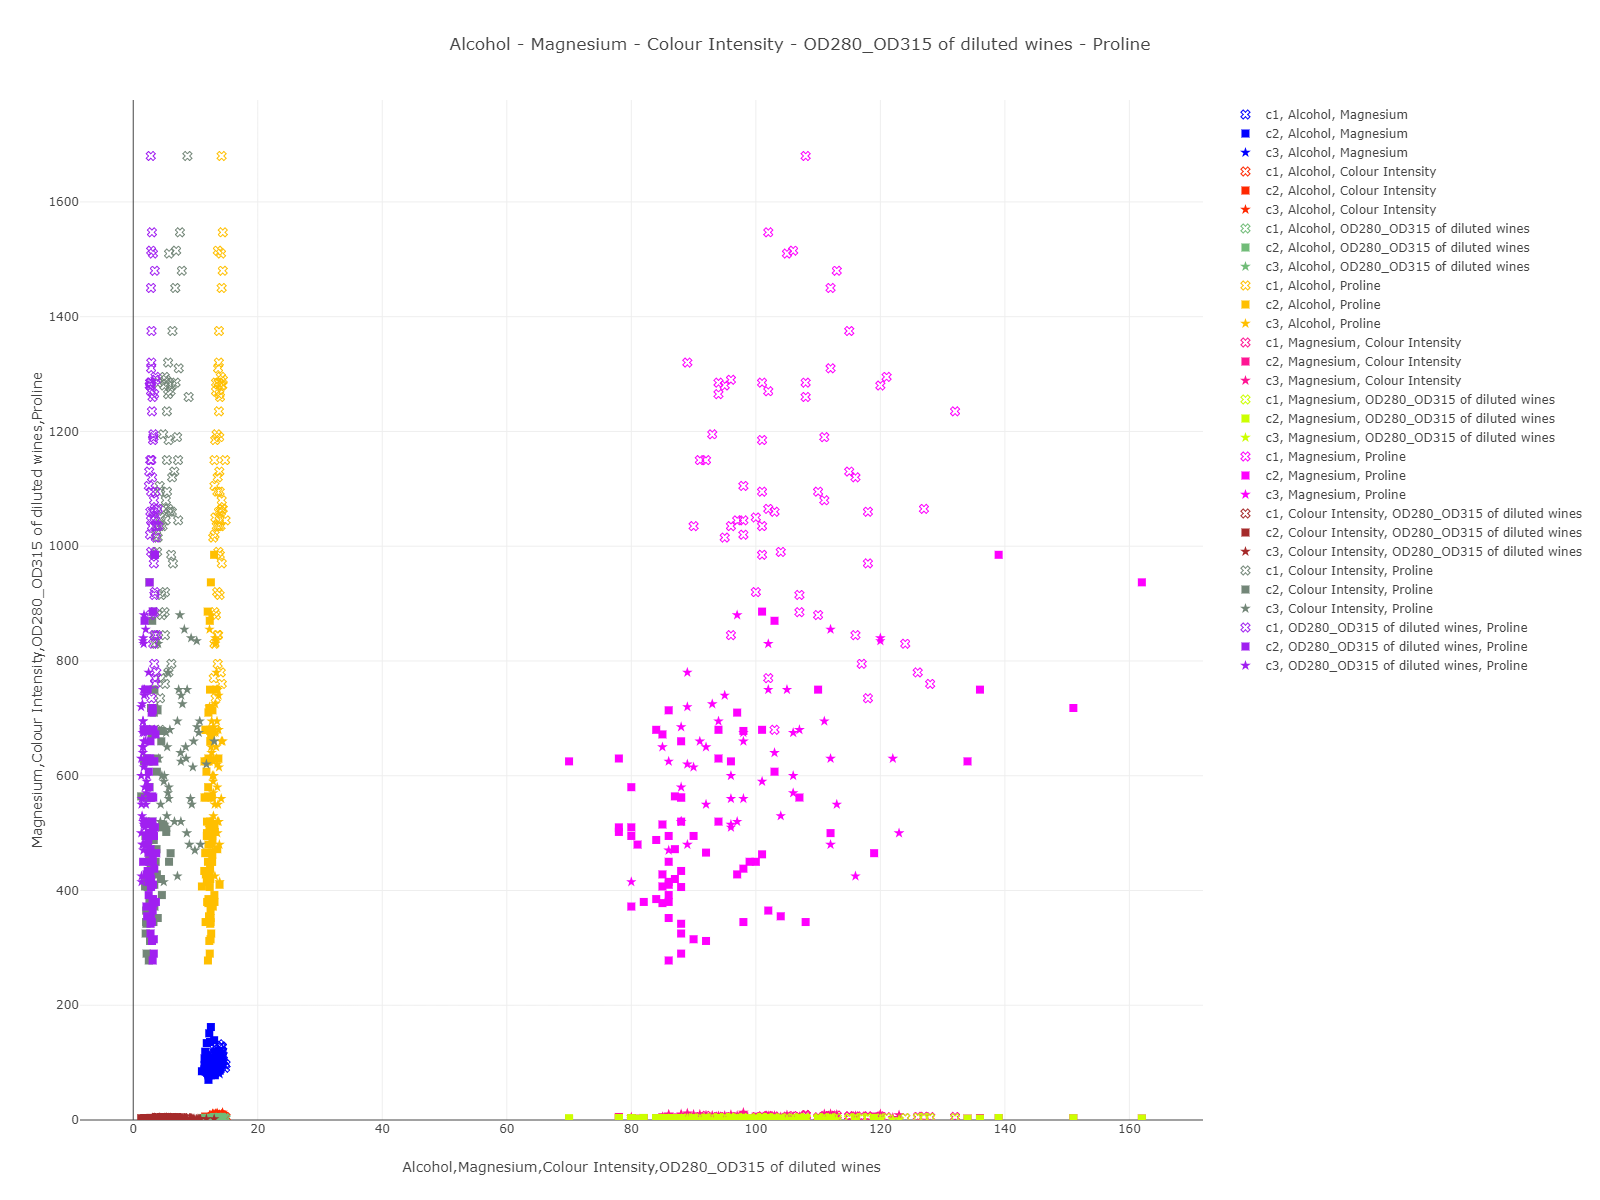 Alcohol - Magnesium - Colour Intensity - OD280_OD315 of diluted wines - Proline
Magnesium,Colour Intensity,OD280_OD315 of diluted wines,Proline
1600
1400
1200
1000
800
600
400
200
0
0 20 40 60 80 100 120 140 160
Alcohol,Magnesium,Colour Intensity,OD280_OD315 of diluted wines
c1, Alcohol, Magnesium
c2, Alcohol, Magnesium
c3, Alcohol, Magnesium
c1, Alcohol, Colour Intensity
c2, Alcohol, Colour Intensity
c3, Alcohol, Colour Intensity
c1, Alcohol, OD280_OD315 of diluted wines
c2, Alcohol, OD280_OD315 of diluted wines
c3, Alcohol, OD280_OD315 of diluted wines
c1, Alcohol, Proline
c2, Alcohol, Proline
c3, Alcohol, Proline
c1, Magnesium, Colour Intensity
c2, Magnesium, Colour Intensity
c3, Magnesium, Colour Intensity
c1, Magnesium, OD280_OD315 of diluted wines
c2, Magnesium, OD280_OD315 of diluted wines
c3, Magnesium, OD280_OD315 of diluted wines
c1, Magnesium, Proline
c2, Magnesium, Proline
c3, Magnesium, Proline
c1, Colour Intensity, OD280_OD315 of diluted wines
c2, Colour Intensity, OD280_OD315 of diluted wines
c3, Colour Intensity, OD280_OD315 of diluted wines
c1, Colour Intensity, Proline
c2, Colour Intensity, Proline
c3, Colour Intensity, Proline
c1, OD280_OD315 of diluted wines, Proline
c2, OD280_OD315 of diluted wines, Proline
c3, OD280_OD315 of diluted wines, Proline